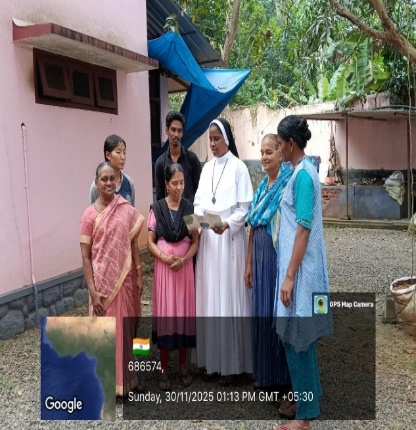 GPS Map Camera
686574,
Sunday, 30/11/2025 01:13 PM GMT +05:30
Google